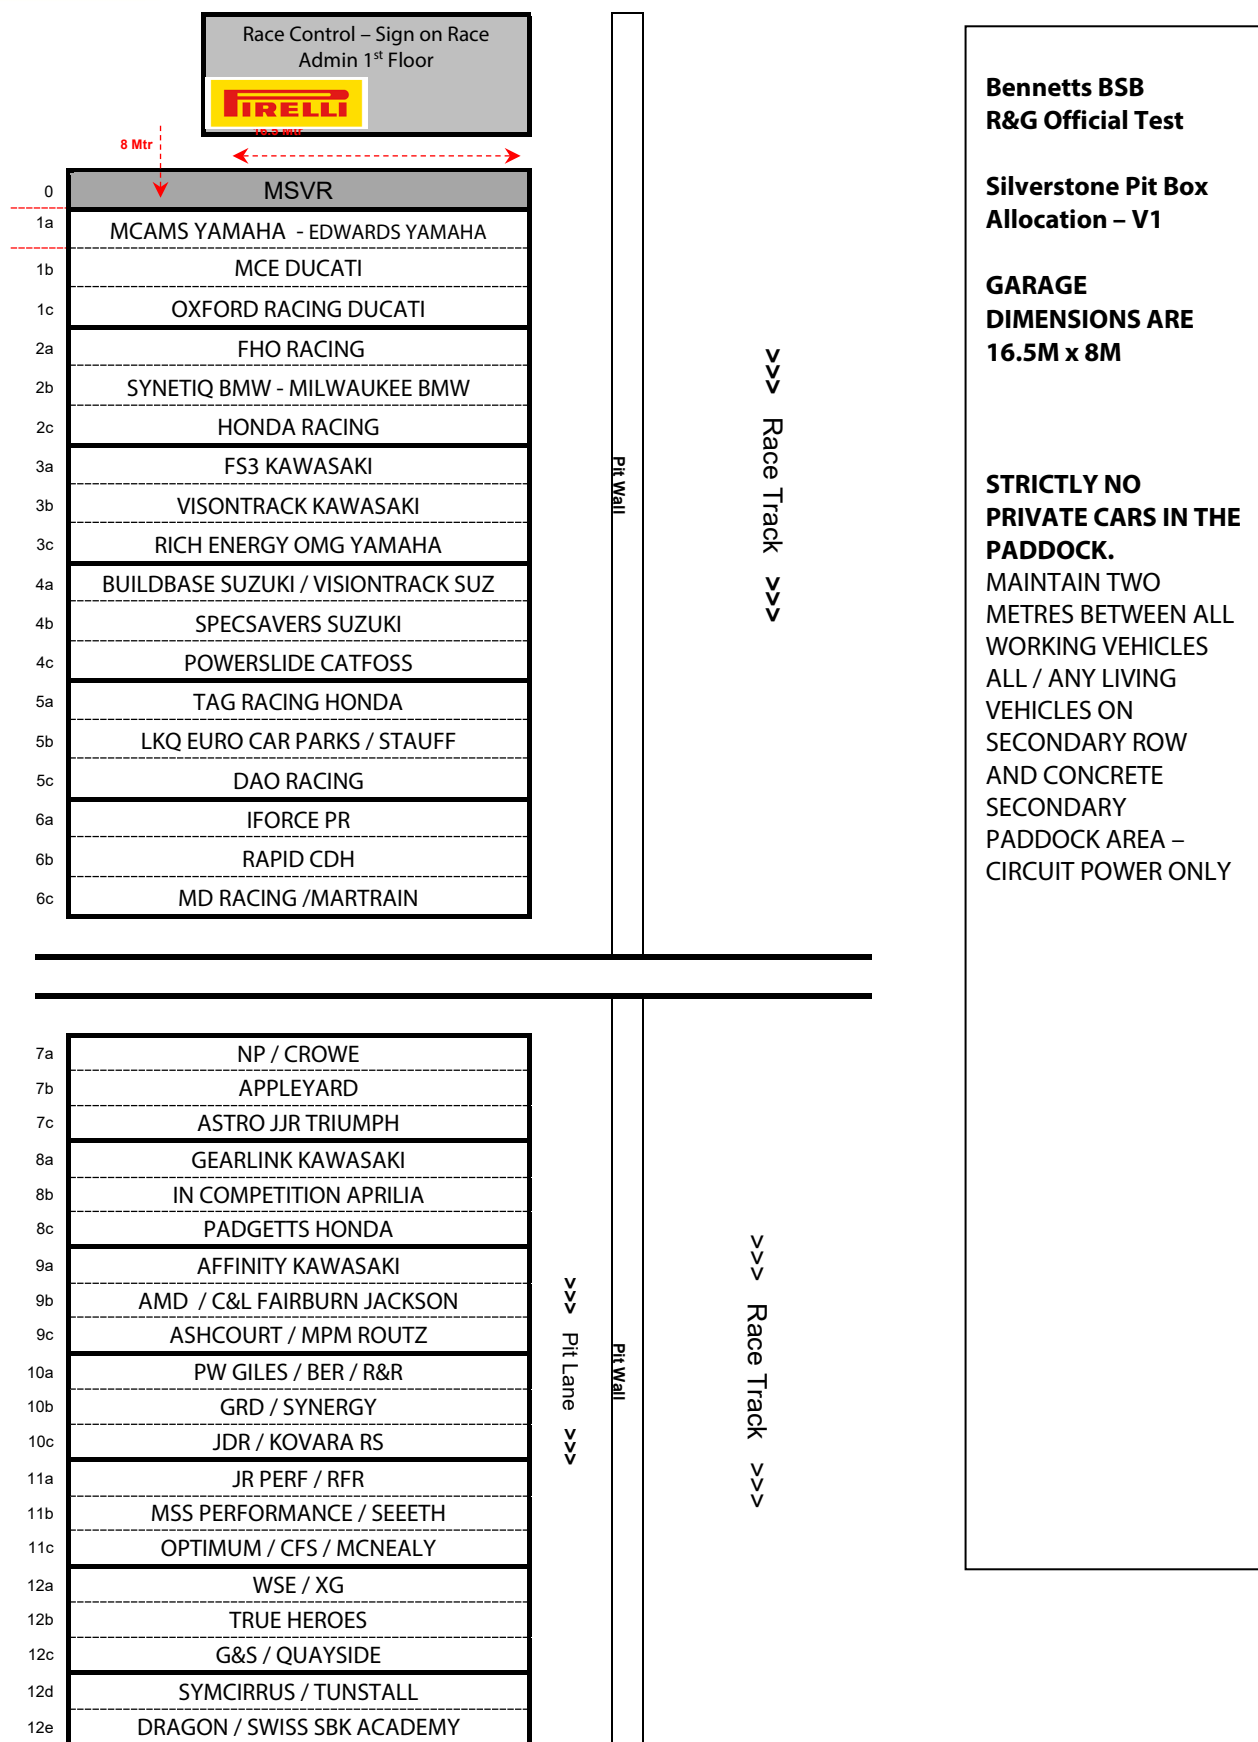 Race Control – Sign on Race
Admin 1st Floor
PIRELLI
16.5 Mtr
8 Mtr
0 MSVR
1a MCAMS YAMAHA - EDWARDS YAMAHA
1b MCE DUCATI
1c OXFORD RACING DUCATI
2a FHO RACING
2b SYNETIQ BMW - MILWAUKEE BMW
2c HONDA RACING
3a FS3 KAWASAKI
3b VISONTRACK KAWASAKI
3c RICH ENERGY OMG YAMAHA
4a BUILDBASE SUZUKI / VISIONTRACK SUZ
4b SPECSAVERS SUZUKI
4c POWERSLIDE CATFOSS
5a TAG RACING HONDA
5b LKQ EURO CAR PARKS / STAUFF
5c DAO RACING
6a IFORCE PR
6b RAPID CDH
6c MD RACING /MARTRAIN
Pit Wall
>>> Race Track >>>
7a NP / CROWE
7b APPLEYARD
7c ASTRO JJR TRIUMPH
8a GEARLINK KAWASAKI
8b IN COMPETITION APRILIA
8c PADGETTS HONDA
9a AFFINITY KAWASAKI
9b AMD / C&L FAIRBURN JACKSON
9c ASHCOURT / MPM ROUTZ
10a PW GILES / BER / R&R
10b GRD / SYNERGY
10c JDR / KOVARA RS
11a JR PERF / RFR
11b MSS PERFORMANCE / SEEETH
11c OPTIMUM / CFS / MCNEALY
12a WSE / XG
12b TRUE HEROES
12c G&S / QUAYSIDE
12d SYMCIRRUS / TUNSTALL
12e DRAGON / SWISS SBK ACADEMY
>>> Pit Lane >>>
Pit Wall
>>> Race Track >>>
Bennetts BSB
R&G Official Test
Silverstone Pit Box
Allocation – V1
GARAGE
DIMENSIONS ARE
16.5M x 8M
STRICTLY NO
PRIVATE CARS IN THE
PADDOCK.
MAINTAIN TWO
METRES BETWEEN ALL
WORKING VEHICLES
ALL / ANY LIVING
VEHICLES ON
SECONDARY ROW
AND CONCRETE
SECONDARY
PADDOCK AREA –
CIRCUIT POWER ONLY